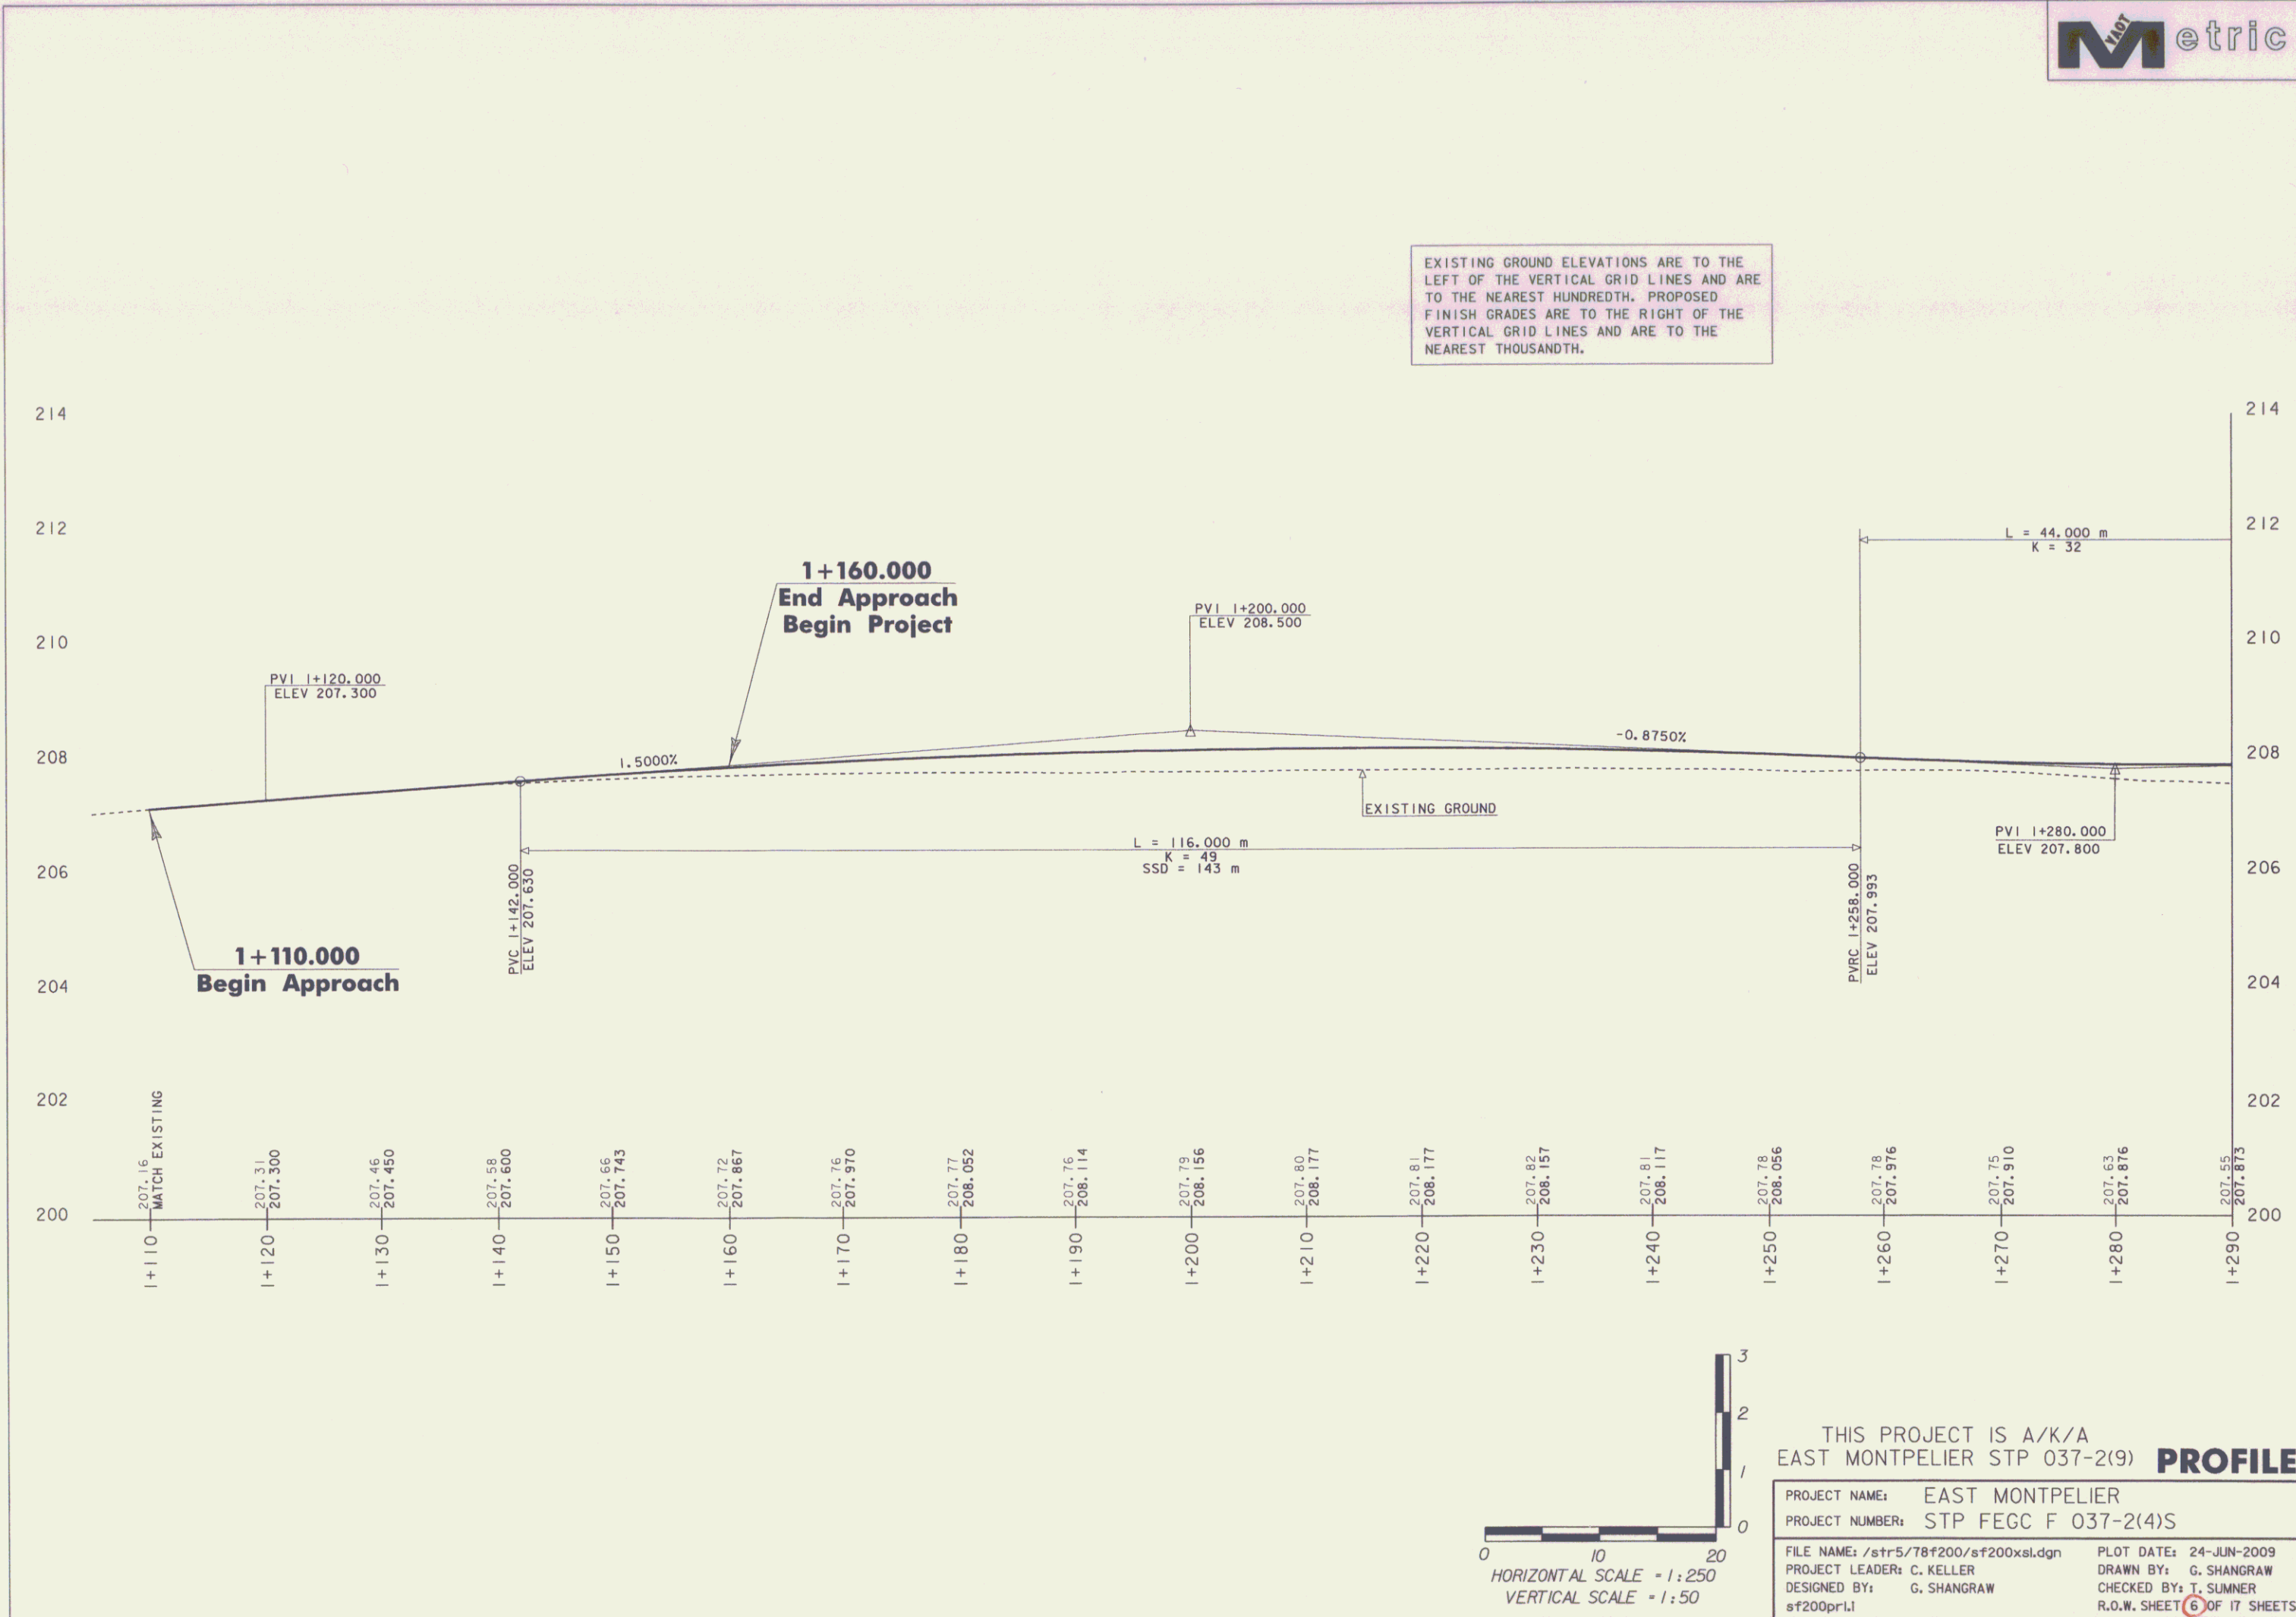 VAOT
Metric
EXISTING GROUND ELEVATIONS ARE TO THE
LEFT OF THE VERTICAL GRID LINES AND ARE
TO THE NEAREST HUNDREDTH. PROPOSED
FINISH GRADES ARE TO THE RIGHT OF THE
VERTICAL GRID LINES AND ARE TO THE
NEAREST THOUSANDTH.
214
214
212
212
L = 44.000 m
K = 32
1+160.000
End Approach
Begin Project
PVI 1+200.000
ELEV 208.500
210
210
PVI 1+120.000
ELEV 207.300
208
1.5000%
-0.8750%
208
EXISTING GROUND
PVI 1+280.000
ELEV 207.800
L = 116.000 m
K = 49
SSD = 143 m
206
206
PVC 1+142.000
ELEV 207.630
PVRC 1+258.000
ELEV 207.993
1+110.000
Begin Approach
204
204
202
202
207.16
MATCH EXISTING
207.31
207.300
207.46
207.450
207.58
207.600
207.66
207.743
207.72
207.867
207.76
207.970
207.77
208.052
207.76
208.114
207.79
208.156
207.80
208.177
207.81
208.177
207.82
208.157
207.81
208.117
207.78
208.056
207.78
207.976
207.75
207.910
207.63
207.876
207.55
207.873
200
200
1+110
1+120
1+130
1+140
1+150
1+160
1+170
1+180
1+190
1+200
1+210
1+220
1+230
1+240
1+250
1+260
1+270
1+280
1+290
3
2
1
0
0 10 20
HORIZONTAL SCALE = 1:250
VERTICAL SCALE = 1:50
THIS PROJECT IS A/K/A
EAST MONTPELIER STP 037-2(9)
PROFILE
PROJECT NAME: EAST MONTPELIER
PROJECT NUMBER: STP FEGC F 037-2(4)S
FILE NAME: /str5/78f200/sf200xsl.dgn
PLOT DATE: 24-JUN-2009
PROJECT LEADER: C. KELLER
DRAWN BY: G. SHANGRAW
DESIGNED BY: G. SHANGRAW
CHECKED BY: T. SUMNER
sf200prl.i
R.O.W. SHEET 6 OF 17 SHEETS